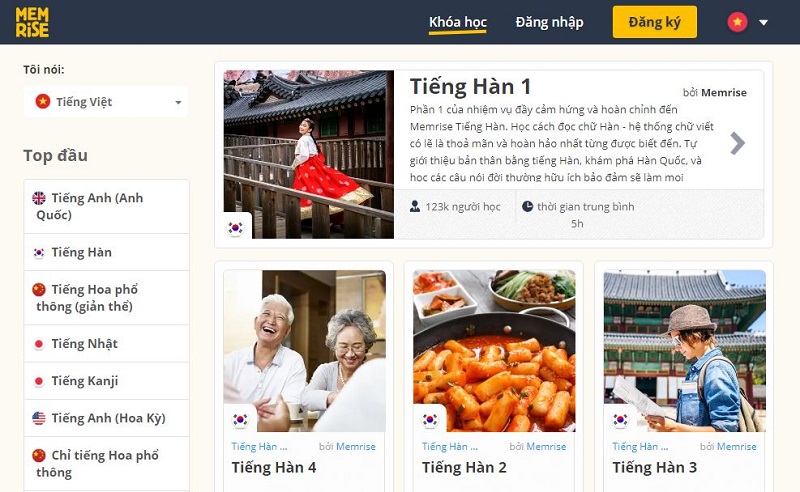 MEM
RiSE
Khóa học
Đăng nhập
Đăng ký
Tôi nói:
Tiếng Việt
Top đầu
Tiếng Anh (Anh
Quốc)
Tiếng Hàn
Tiếng Hoa phổ
thông (giản thể)
Tiếng Nhật
Tiếng Kanji
Tiếng Anh (Hoa Kỳ)
Chỉ tiếng Hoa phổ
thông
Tiếng Hàn 1
bởi Memrise
Phần 1 của nhiệm vụ đầy cảm hứng và hoàn chỉnh đến
Memrise Tiếng Hàn. Học cách đọc chữ Hàn - hệ thống chữ viết
có lẽ là thoả mãn và hoàn hảo nhất từng được biết đến. Tự
giới thiệu bản thân bằng tiếng Hàn, khám phá Hàn Quốc, và
học các câu nói đời thường hữu ích bảo đảm sẽ làm mọi
123k người học
thời gian trung bình
5h
Tiếng Hàn ... bởi Memrise
Tiếng Hàn 4
Tiếng Hàn ... bởi Memrise
Tiếng Hàn 2
Tiếng Hàn ... bởi Memrise
Tiếng Hàn 3